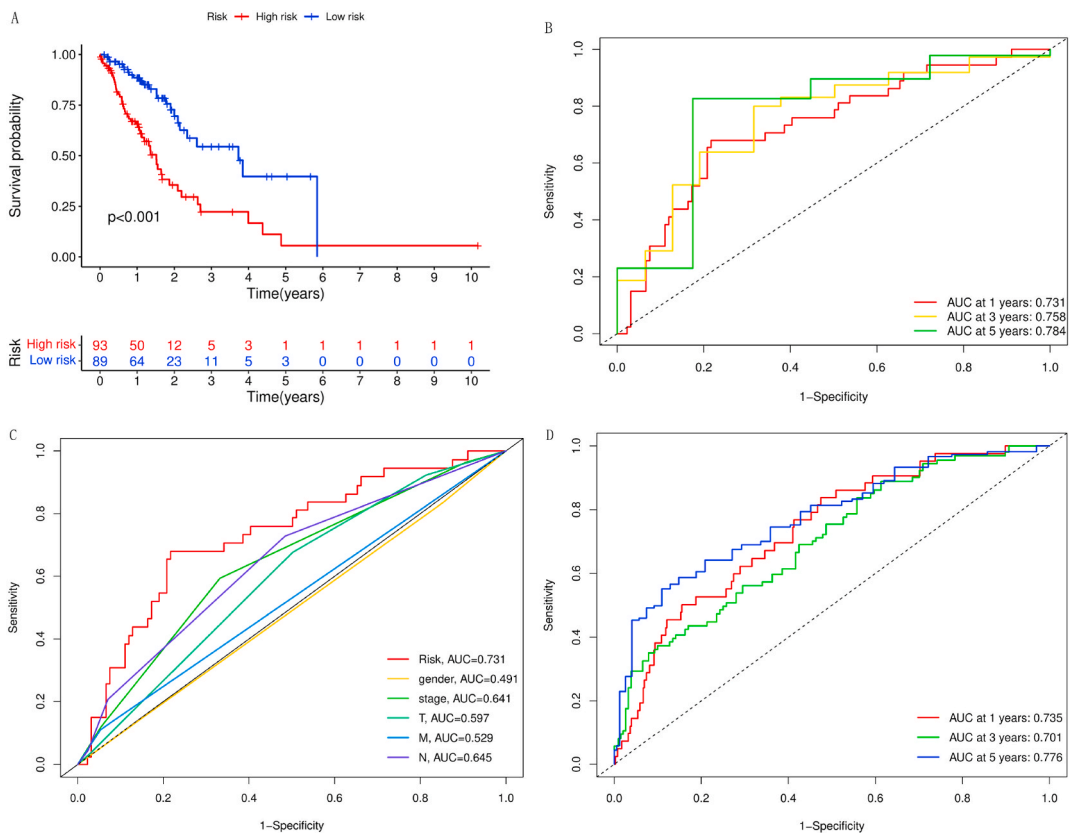 A
Risk High risk Low risk
Survival probability
1.00
0.75
0.50
0.25
0.00
p<0.001
0 1 2 3 4 5 6 7 8 9 10
Time(years)
Risk
High risk 93 50 12 5 3 1 1 1 1 1 1
Low risk 89 64 23 11 5 3 0 0 0 0 0
0 1 2 3 4 5 6 7 8 9 10
Time(years)
B
Sensitivity
1.0
0.8
0.6
0.4
0.2
0.0
AUC at 1 years: 0.731
AUC at 3 years: 0.758
AUC at 5 years: 0.784
0.0 0.2 0.4 0.6 0.8 1.0
1-Specificity
C
Sensitivity
1.0
0.8
0.6
0.4
0.2
0.0
Risk, AUC=0.731
gender, AUC=0.491
stage, AUC=0.641
T, AUC=0.597
M, AUC=0.529
N, AUC=0.645
0.0 0.2 0.4 0.6 0.8 1.0
1-Specificity
D
Sensitivity
1.0
0.8
0.6
0.4
0.2
0.0
AUC at 1 years: 0.735
AUC at 3 years: 0.701
AUC at 5 years: 0.776
0.0 0.2 0.4 0.6 0.8 1.0
1-Specificity